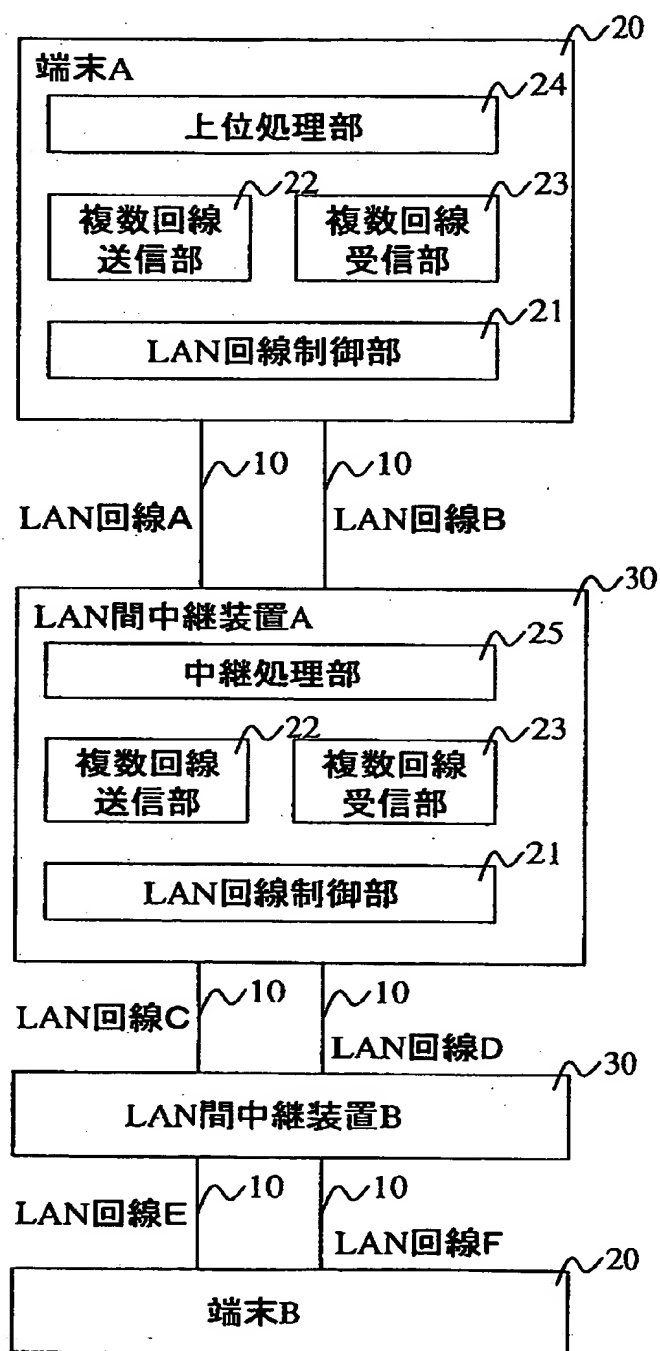 20
端末A
24
上位処理部
22
23
複数回線
送信部
複数回線
受信部
21
LAN回線制御部
10
10
LAN回線A
LAN回線B
30
LAN間中継装置A
25
中継処理部
22
23
複数回線
送信部
複数回線
受信部
21
LAN回線制御部
10
10
LAN回線C
LAN回線D
30
LAN間中継装置B
10
10
LAN回線E
LAN回線F
20
端末B